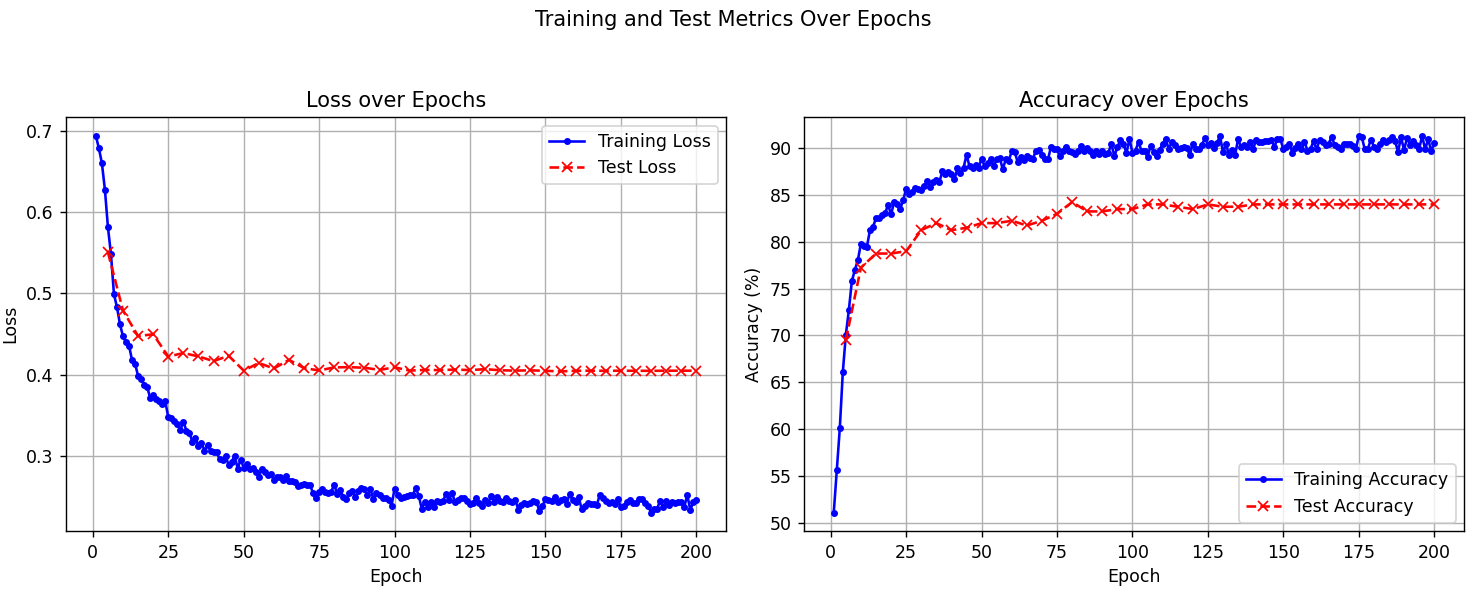 Training and Test Metrics Over Epochs
Loss over Epochs
0.7
0.6
0.5
0.4
0.3
Loss
Training Loss
Test Loss
0 25 50 75 100 125 150 175 200
Epoch
Accuracy over Epochs
90
85
80
75
70
65
60
55
50
Accuracy (%)
Training Accuracy
Test Accuracy
0 25 50 75 100 125 150 175 200
Epoch